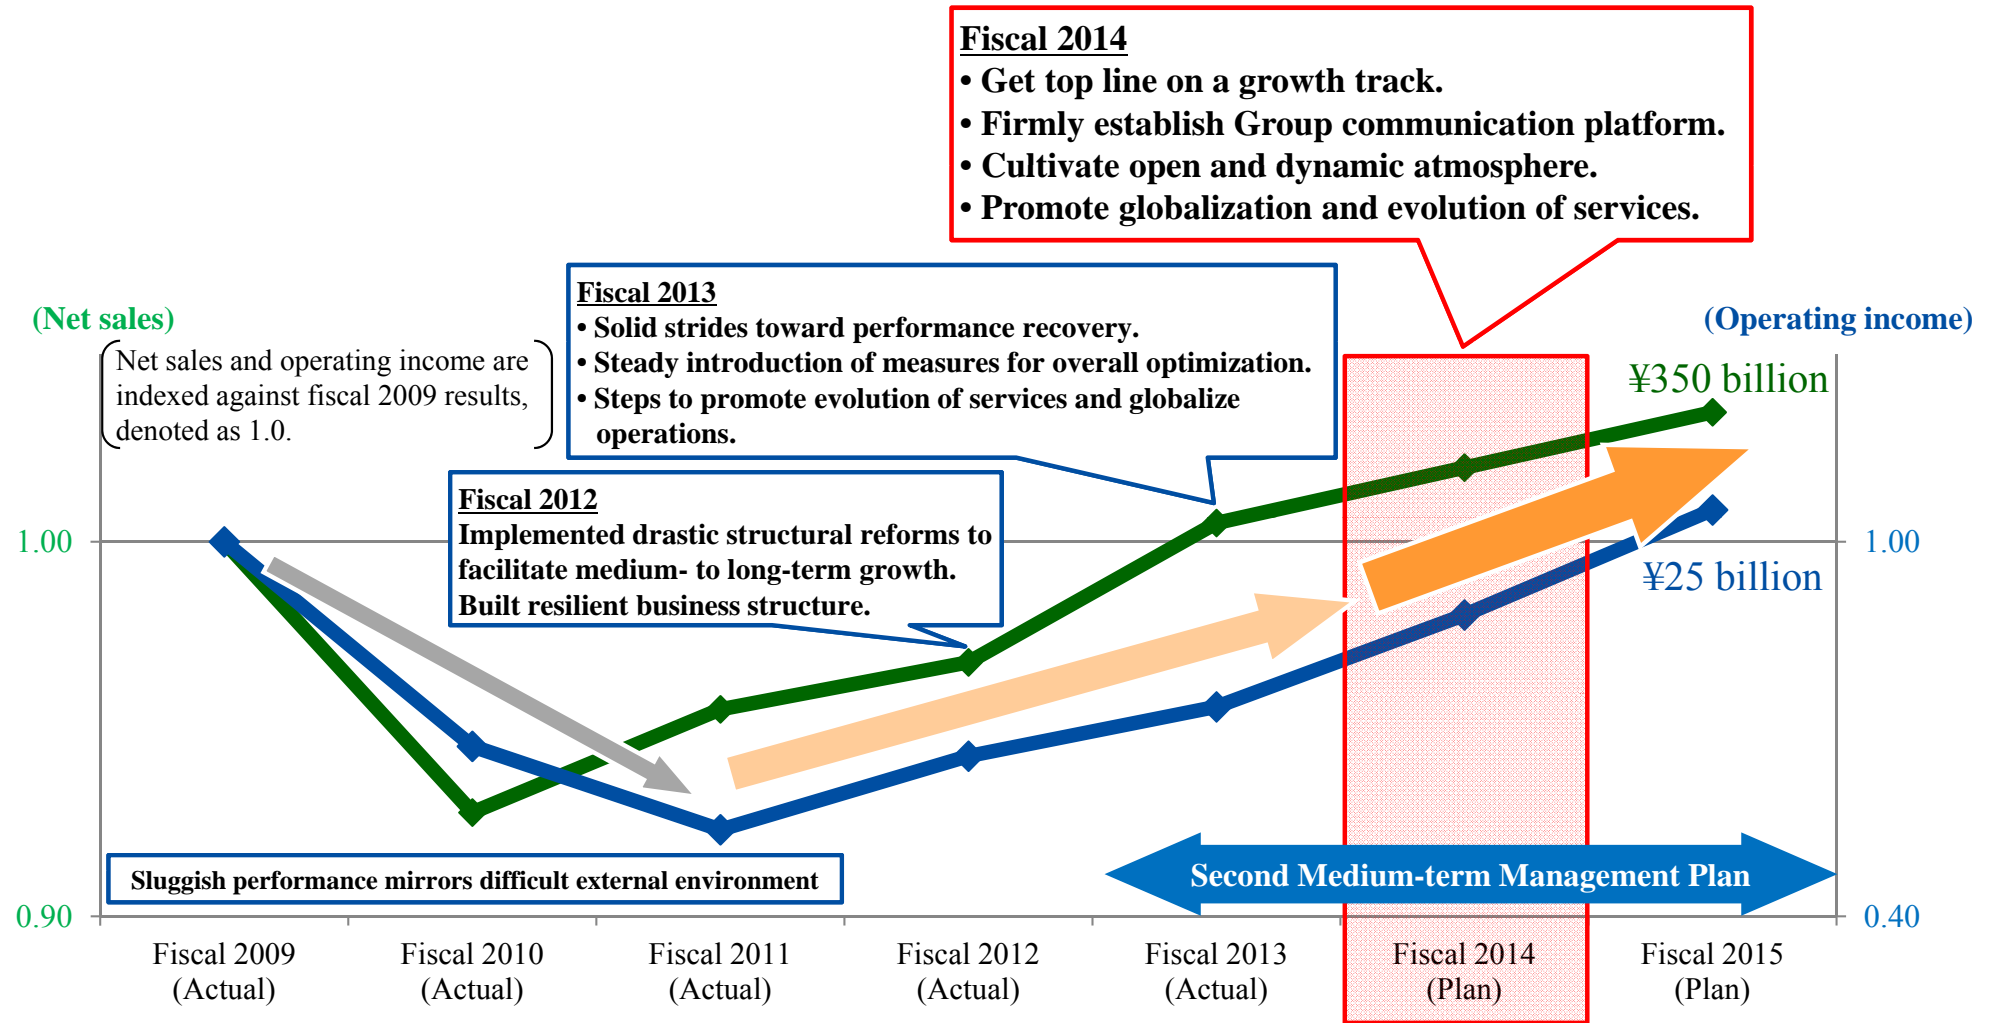 Fiscal 2014
• Get top line on a growth track.
• Firmly establish Group communication platform.
• Cultivate open and dynamic atmosphere.
• Promote globalization and evolution of services.
Fiscal 2013
• Solid strides toward performance recovery.
• Steady introduction of measures for overall optimization.
• Steps to promote evolution of services and globalize
operations.
(Net sales)
Net sales and operating income are
indexed against fiscal 2009 results,
denoted as 1.0.
(Operating income)
¥350 billion
Fiscal 2012
Implemented drastic structural reforms to
facilitate medium- to long-term growth.
Built resilient business structure.
1.00
1.00
¥25 billion
Sluggish performance mirrors difficult external environment
Second Medium-term Management Plan
0.90
0.40
Fiscal 2009
(Actual)
Fiscal 2010
(Actual)
Fiscal 2011
(Actual)
Fiscal 2012
(Actual)
Fiscal 2013
(Actual)
Fiscal 2014
(Plan)
Fiscal 2015
(Plan)